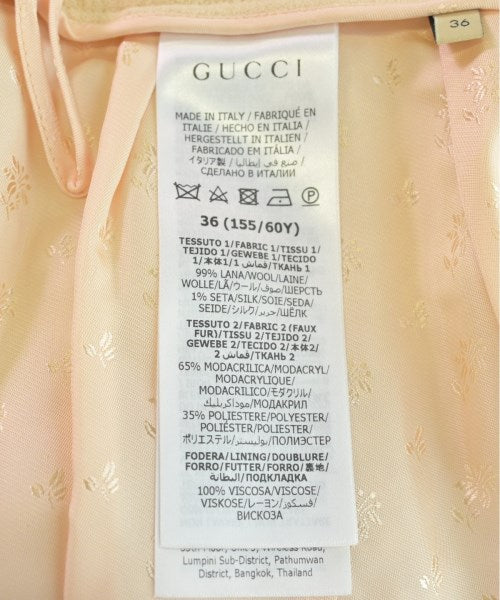 36
GUCCI
MADE IN ITALY / FABRIQUÉ EN
ITALIE / HECHO EN ITALIA /
HERGESTELLT IN ITALIEN /
FABRICADO EM ITÁLIA /
イタリア製 / صنع في إيطاليا /
СДЕЛАНО В ИТАЛИИ
36 (155/60Y)
TESSUTO 1/FABRIC 1/TISSU 1/
TEJIDO 1/GEWEBE 1/TECIDO
1/本体1/قماش 1/ТКАНЬ 1
99% LANA/WOOL/LAINE/
WOLLE/LÃ/ウール/صوف/ШЕРСТЬ
1% SETA/SILK/SOIE/SEDA/
SEIDE/シルク/حرير/ШЁЛК
TESSUTO 2/FABRIC 2 (FAUX
FUR)/TISSU 2/TEJIDO 2/
GEWEBE 2/TECIDO 2/本体2/
قماش 2/ТКАНЬ 2
65% MODACRILICA/MODACRYL/
MODACRYLIQUE/
MODACRILICO/モダクリル/
موداكريليك/МОДАКРИЛ
35% POLIESTERE/POLYESTER/
POLIÉSTER/POLIESTER/
ポリエステル/بوليستر/ПОЛИЭСТЕР
FODERA/LINING/DOUBLURE/
FORRO/FUTTER/FORRO/裏地/
البطانة/ПОДКЛАДКА
100% VISCOSA/VISCOSE/
VISKOSE/レーヨン/فسكوز/
ВИСКОЗА
Wireless Road,
Lumpini Sub-District, Pathumwan
District, Bangkok, Thailand